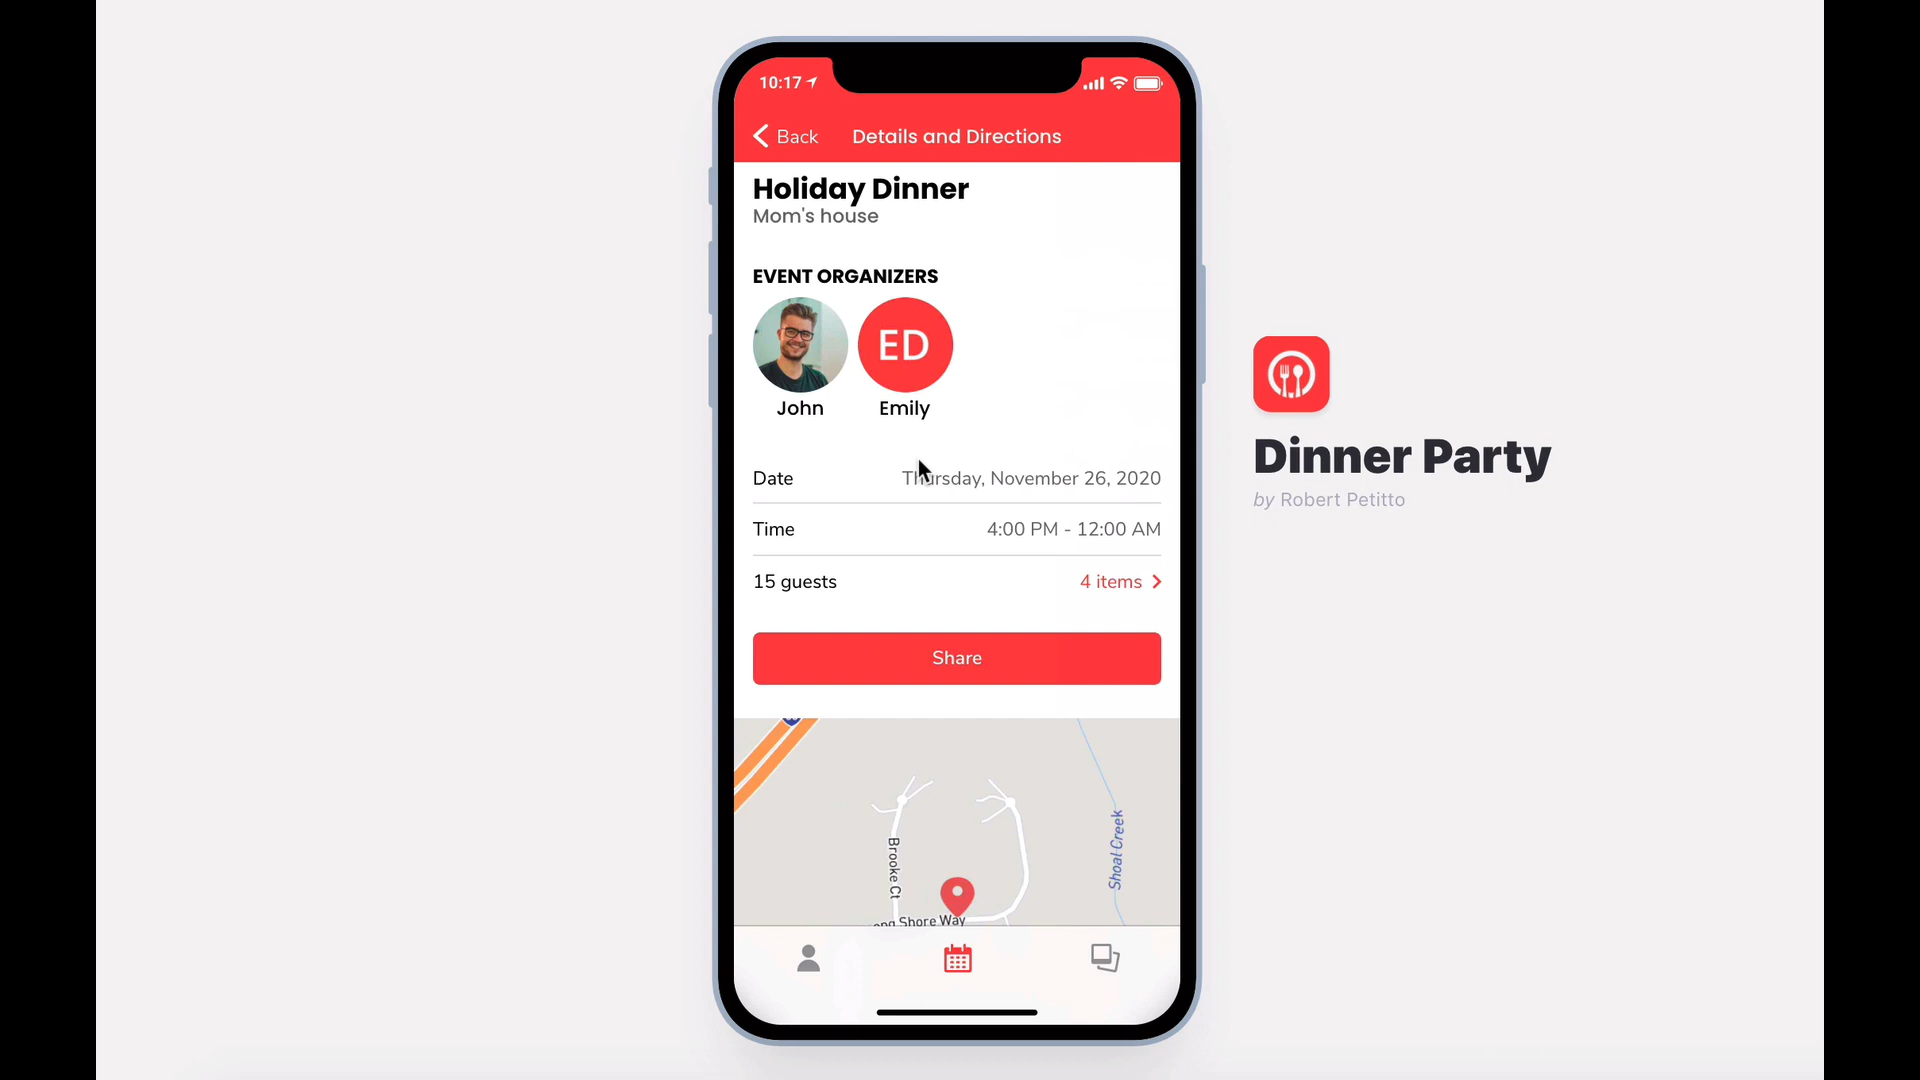 10:17
Back
Details and Directions
Holiday Dinner
Mom's house
EVENT ORGANIZERS
ED
John
Emily
Date
Thursday, November 26, 2020
Time
4:00 PM - 12:00 AM
15 guests
4 items
Share
Brooke Ct
Shoal Creek
Shore Way
Dinner Party
by Robert Petitto